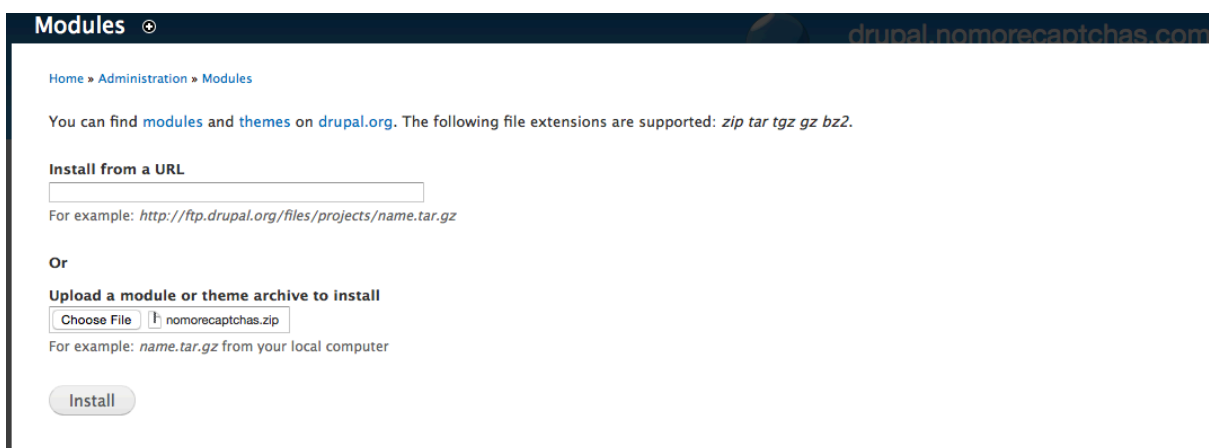 Modules
drupal.nomorecaptchas.com
Home » Administration » Modules
You can find modules and themes on drupal.org. The following file extensions are supported: zip tar tgz gz bz2.
Install from a URL
For example: http://ftp.drupal.org/files/projects/name.tar.gz
Or
Upload a module or theme archive to install
Choose File nomorecaptchas.zip
For example: name.tar.gz from your local computer
Install